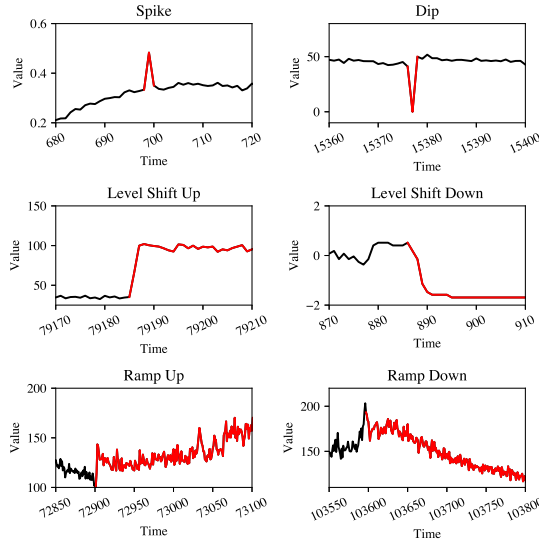 Spike
Value
0.6
0.4
0.2
680
690
700
710
720
Time
Dip
Value
50
0
15360
15370
15380
15390
15400
Time
Level Shift Up
Value
150
100
50
79170
79180
79190
79200
79210
Time
Level Shift Down
Value
2
0
−2
870
880
890
900
910
Time
Ramp Up
Value
200
150
100
72850
72900
72950
73000
73050
73100
Time
Ramp Down
Value
200
150
103550
103600
103650
103700
103750
103800
Time